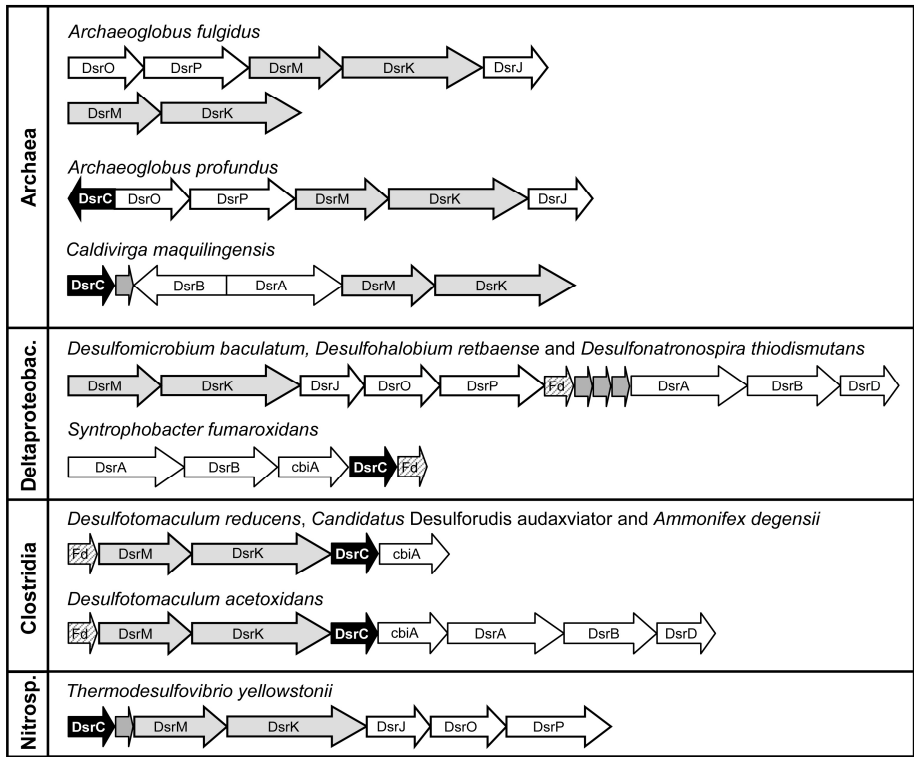 Archaea
Archaeoglobus fulgidus
DsrO DsrP DsrM DsrK DsrJ
DsrM DsrK
Archaeoglobus profundus
DsrC DsrO DsrP DsrM DsrK DsrJ
Caldivirga maquilingensis
DsrC DsrB DsrA DsrM DsrK
Deltaproteobac.
Desulfomicrobium baculatum, Desulfohalobium retbaense and Desulfonatronospira thiodismutans
DsrM DsrK DsrJ DsrO DsrP Fd DsrA DsrB DsrD
Syntrophobacter fumaroxidans
DsrA DsrB cbiA DsrC Fd
Clostridia
Desulfotomaculum reducens, Candidatus Desulforudis audaxviator and Ammonifex degensii
Fd DsrM DsrK DsrC cbiA
Desulfotomaculum acetoxidans
Fd DsrM DsrK DsrC cbiA DsrA DsrB DsrD
Nitrosp.
Thermodesulfovibrio yellowstonii
DsrC DsrM DsrK DsrJ DsrO DsrP